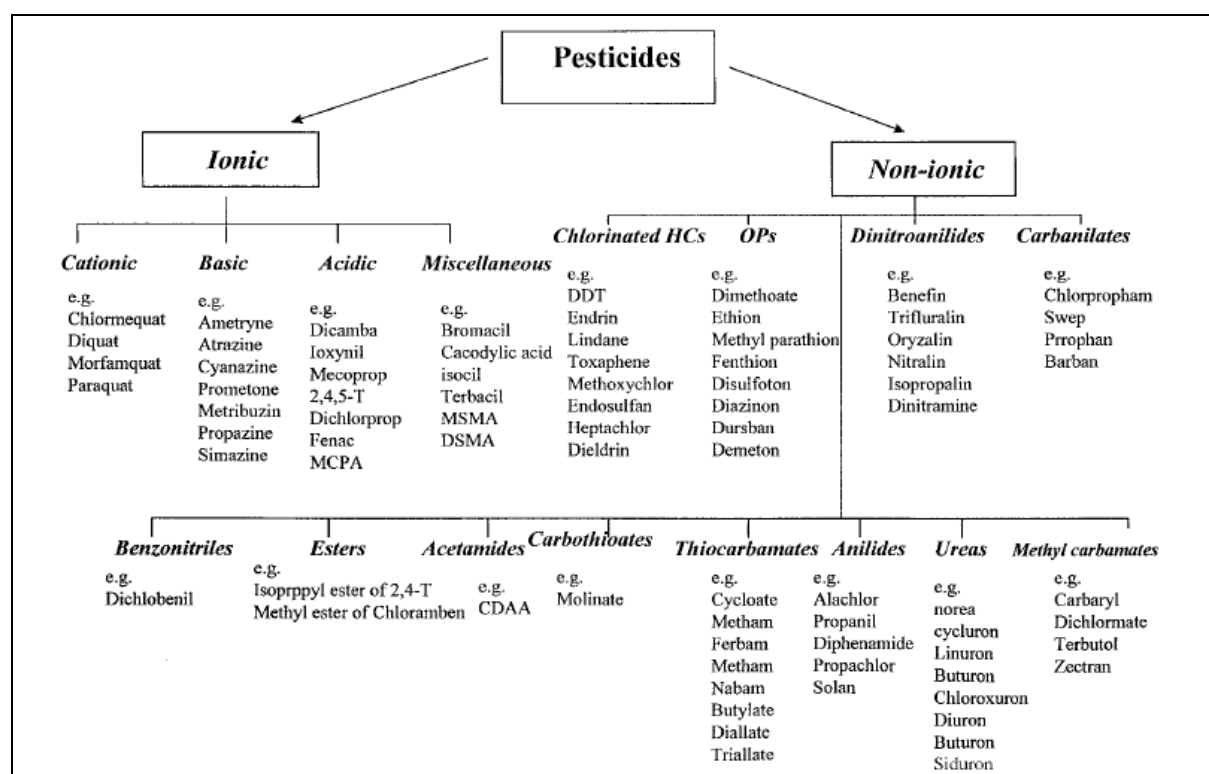 Pesticides
Ionic
Non-ionic
Cationic
e.g.
Chlormequat
Diquat
Morfamquat
Paraquat
Basic
e.g.
Ametryne
Atrazine
Cyanazine
Prometone
Metribuzin
Propazine
Simazine
Acidic
e.g.
Dicamba
Ioxynil
Mecoprop
2,4,5-T
Dichlorprop
Fenac
MCPA
Miscellaneous
e.g.
Bromacil
Cacodylic acid
isocil
Terbacil
MSMA
DSMA
Chlorinated HCs
e.g.
DDT
Endrin
Lindane
Toxaphene
Methoxychlor
Endosulfan
Heptachlor
Dieldrin
OPs
e.g.
Dimethoate
Ethion
Methyl parathion
Fenthion
Disulfoton
Diazinon
Dursban
Demeton
Dinitroanilides
e.g.
Benefin
Trifluralin
Oryzalin
Nitralin
Isopropalin
Dinitramine
Carbanilates
e.g.
Chlorpropham
Swep
Prrophan
Barban
Benzonitriles
e.g.
Dichlobenil
Esters
e.g.
Isoprppyl ester of 2,4-T
Methyl ester of Chloramben
Acetamides
e.g.
CDAA
Carbothioates
e.g.
Molinate
Thiocarbamates
e.g.
Cycloate
Metham
Ferbam
Metham
Nabam
Butylate
Diallate
Triallate
Anilides
e.g.
Alachlor
Propanil
Diphenamide
Propachlor
Solan
Ureas
e.g.
norea
cycluron
Linuron
Buturon
Chloroxuron
Diuron
Buturon
Siduron
Methyl carbamates
e.g.
Carbaryl
Dichlormate
Terbutol
Zectran